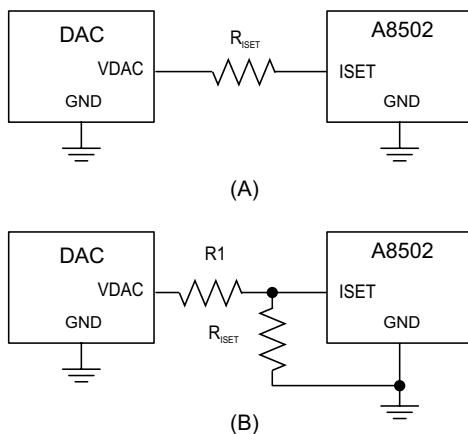 DAC
VDAC
GND
RISET
A8502
ISET
GND
(A)
DAC
VDAC
GND
R1
RISET
A8502
ISET
GND
(B)